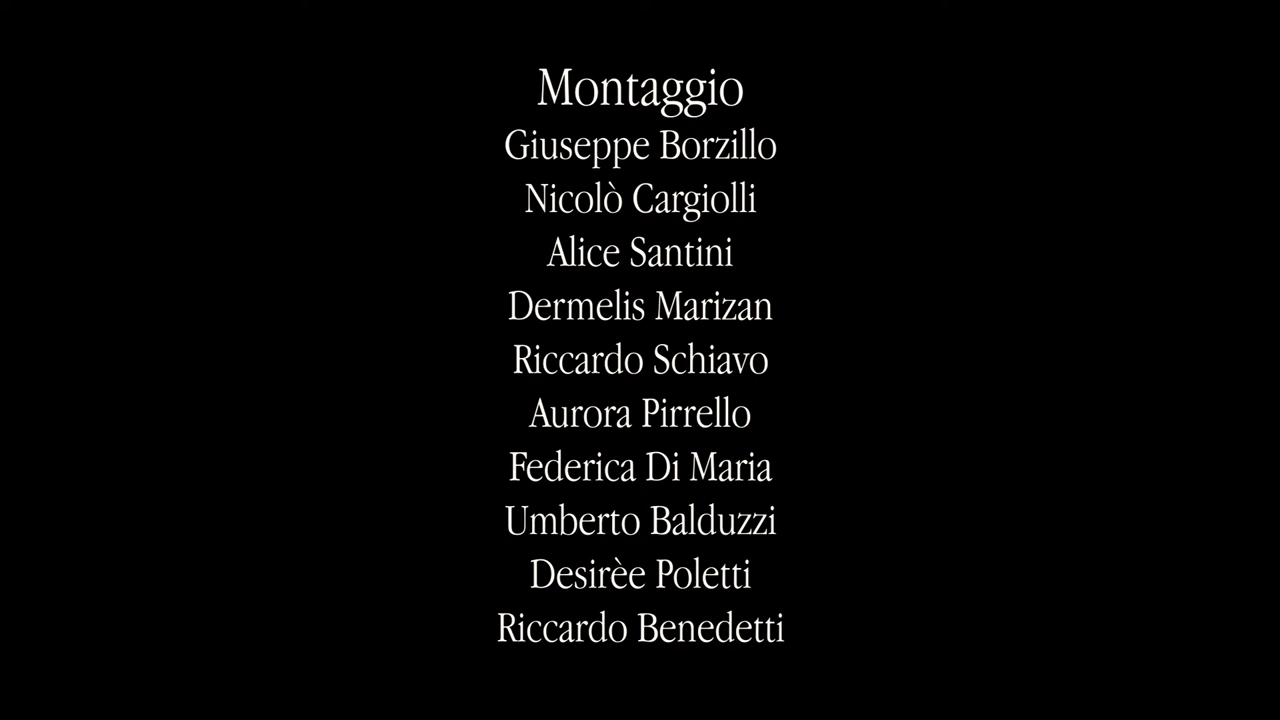 Montaggio
Giuseppe Borzillo
Nicolò Cargiolli
Alice Santini
Dermelis Marizan
Riccardo Schiavo
Aurora Pirrello
Federica Di Maria
Umberto Balduzzi
Desirèe Poletti
Riccardo Benedetti